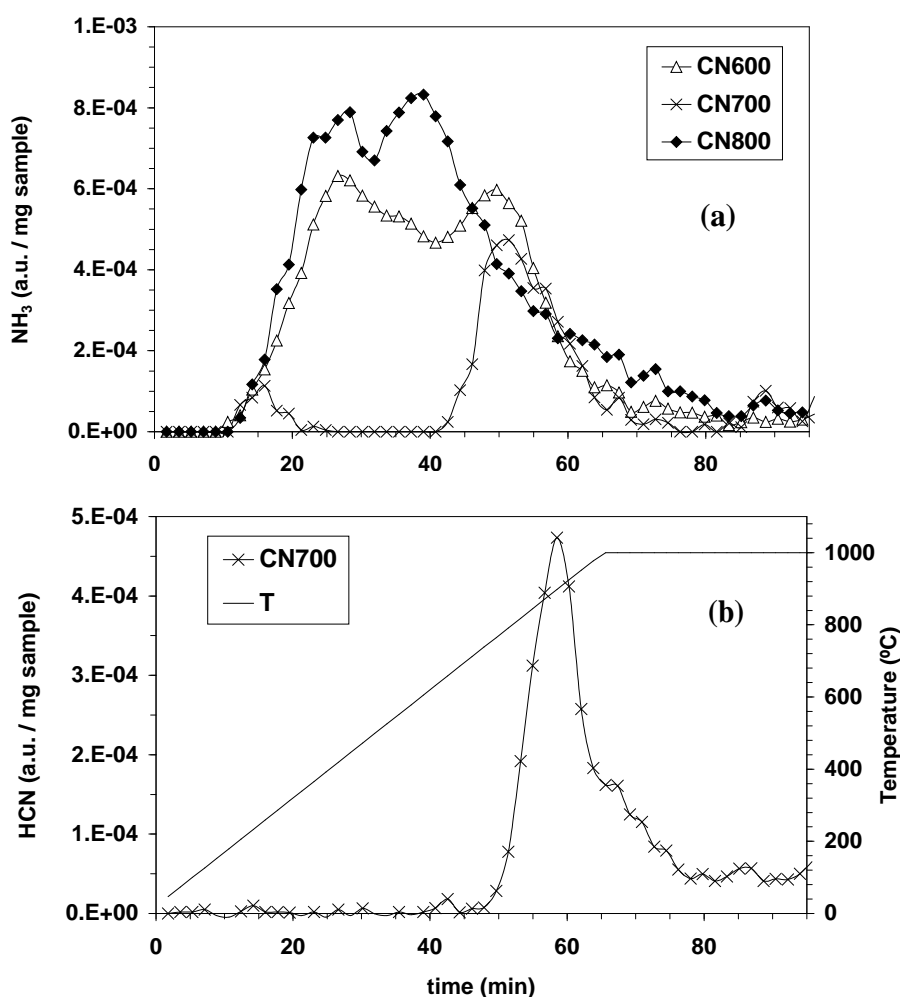 1.E-03
8.E-04
6.E-04
4.E-04
2.E-04
0.E+00
NH3 (a.u. / mg sample)
CN600
CN700
CN800
(a)
0 20 40 60 80
5.E-04
4.E-04
3.E-04
2.E-04
1.E-04
0.E+00
HCN (a.u. / mg sample)
CN700
T
(b)
1000
800
600
400
200
0
Temperature (ºC)
0 20 40 60 80
time (min)